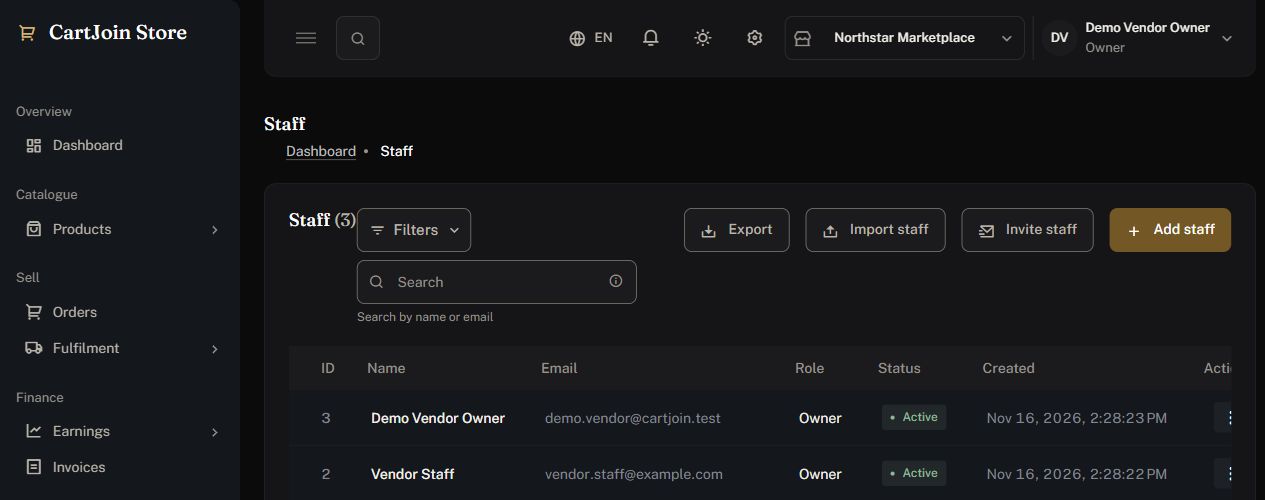 CartJoin Store
EN
Northstar Marketplace
DV
Demo Vendor Owner
Owner
Overview
Dashboard
Catalogue
Products
Sell
Orders
Fulfilment
Finance
Earnings
Invoices
Staff
Dashboard • Staff
Staff (3)
Filters
Export
Import staff
Invite staff
+ Add staff
Search
Search by name or email
ID Name Email Role Status Created Acti
3 Demo Vendor Owner demo.vendor@cartjoin.test Owner • Active Nov 16, 2026, 2:28:23 PM
2 Vendor Staff vendor.staff@example.com Owner • Active Nov 16, 2026, 2:28:22 PM